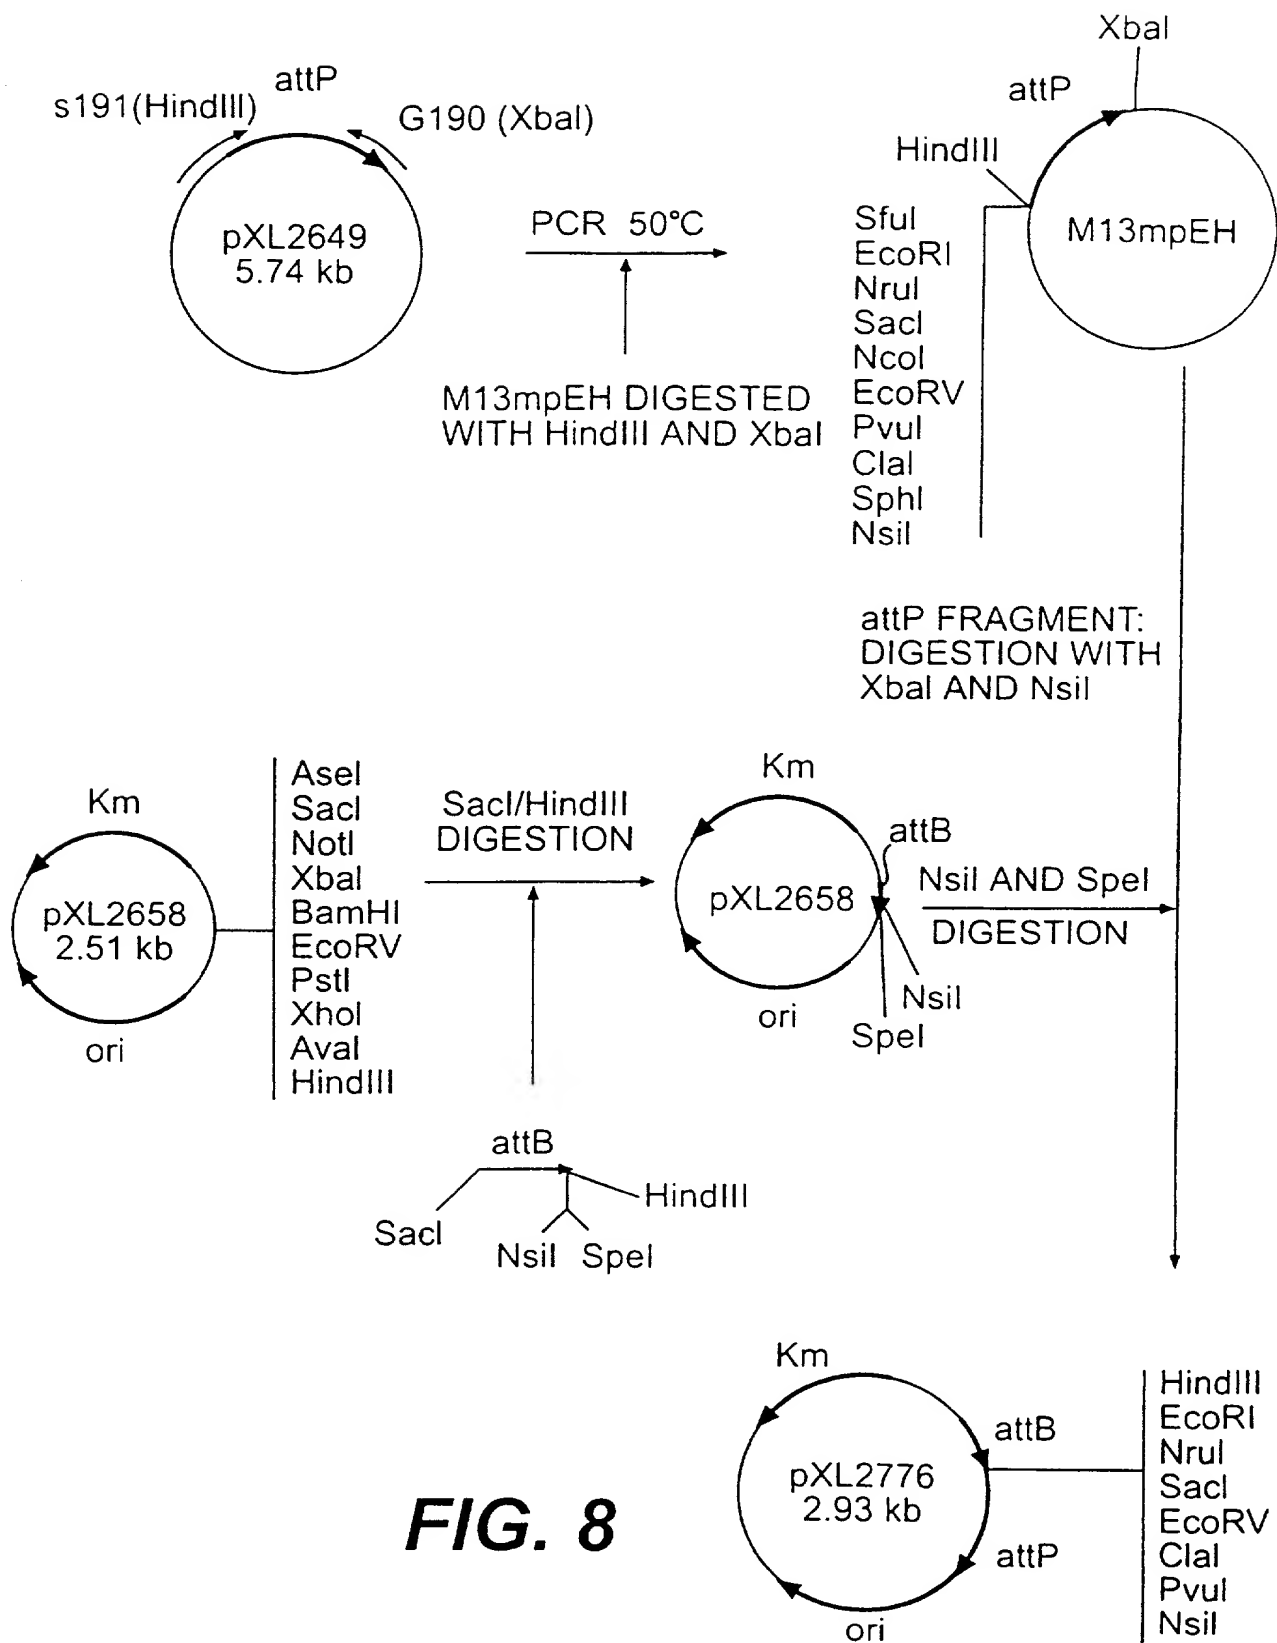 XbaI
attP
s191(HindIII)
G190 (XbaI)
attP
HindIII
pXL2649
5.74 kb
PCR 50°C
M13mpEH DIGESTED
WITH HindIII AND XbaI
SfuI
EcoRI
NruI
SacI
NcoI
EcoRV
PvuI
ClaI
SphI
NsiI
M13mpEH
attP FRAGMENT:
DIGESTION WITH
XbaI AND NsiI
Km
pXL2658
2.51 kb
ori
AseI
SacI
NotI
XbaI
BamHI
EcoRV
PstI
XhoI
AvaI
HindIII
SacI/HindIII
DIGESTION
Km
attB
pXL2658
ori
NsiI
SpeI
NsiI AND SpeI
DIGESTION
attB
SacI
HindIII
NsiI SpeI
Km
attB
pXL2776
2.93 kb
attP
ori
HindIII
EcoRI
NruI
SacI
EcoRV
ClaI
PvuI
NsiI
FIG. 8